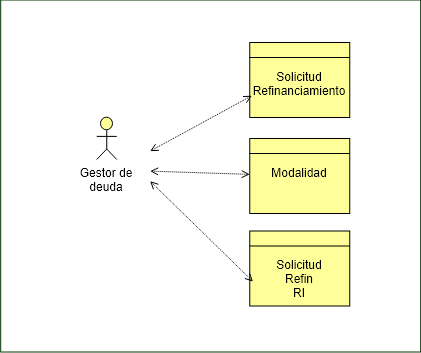 Solicitud
Refinanciamiento
Gestor de
deuda
Modalidad
Solicitud
Refin
RI